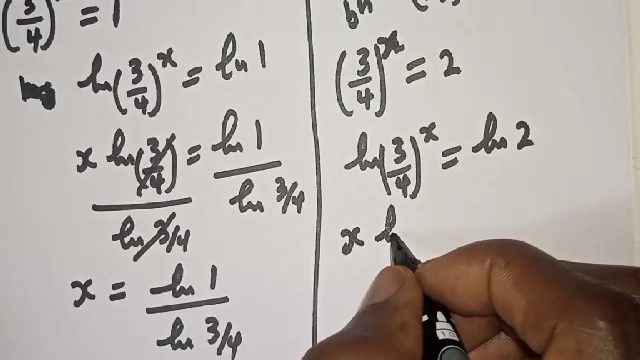 (3/4)^x = 1
ln(3/4)^x = ln 1
x ln(3/4) / ln 3/4 = ln 1 / ln 3/4
x = ln 1 / ln 3/4
(3/4)^x = 2
ln(3/4)^x = ln 2
x l